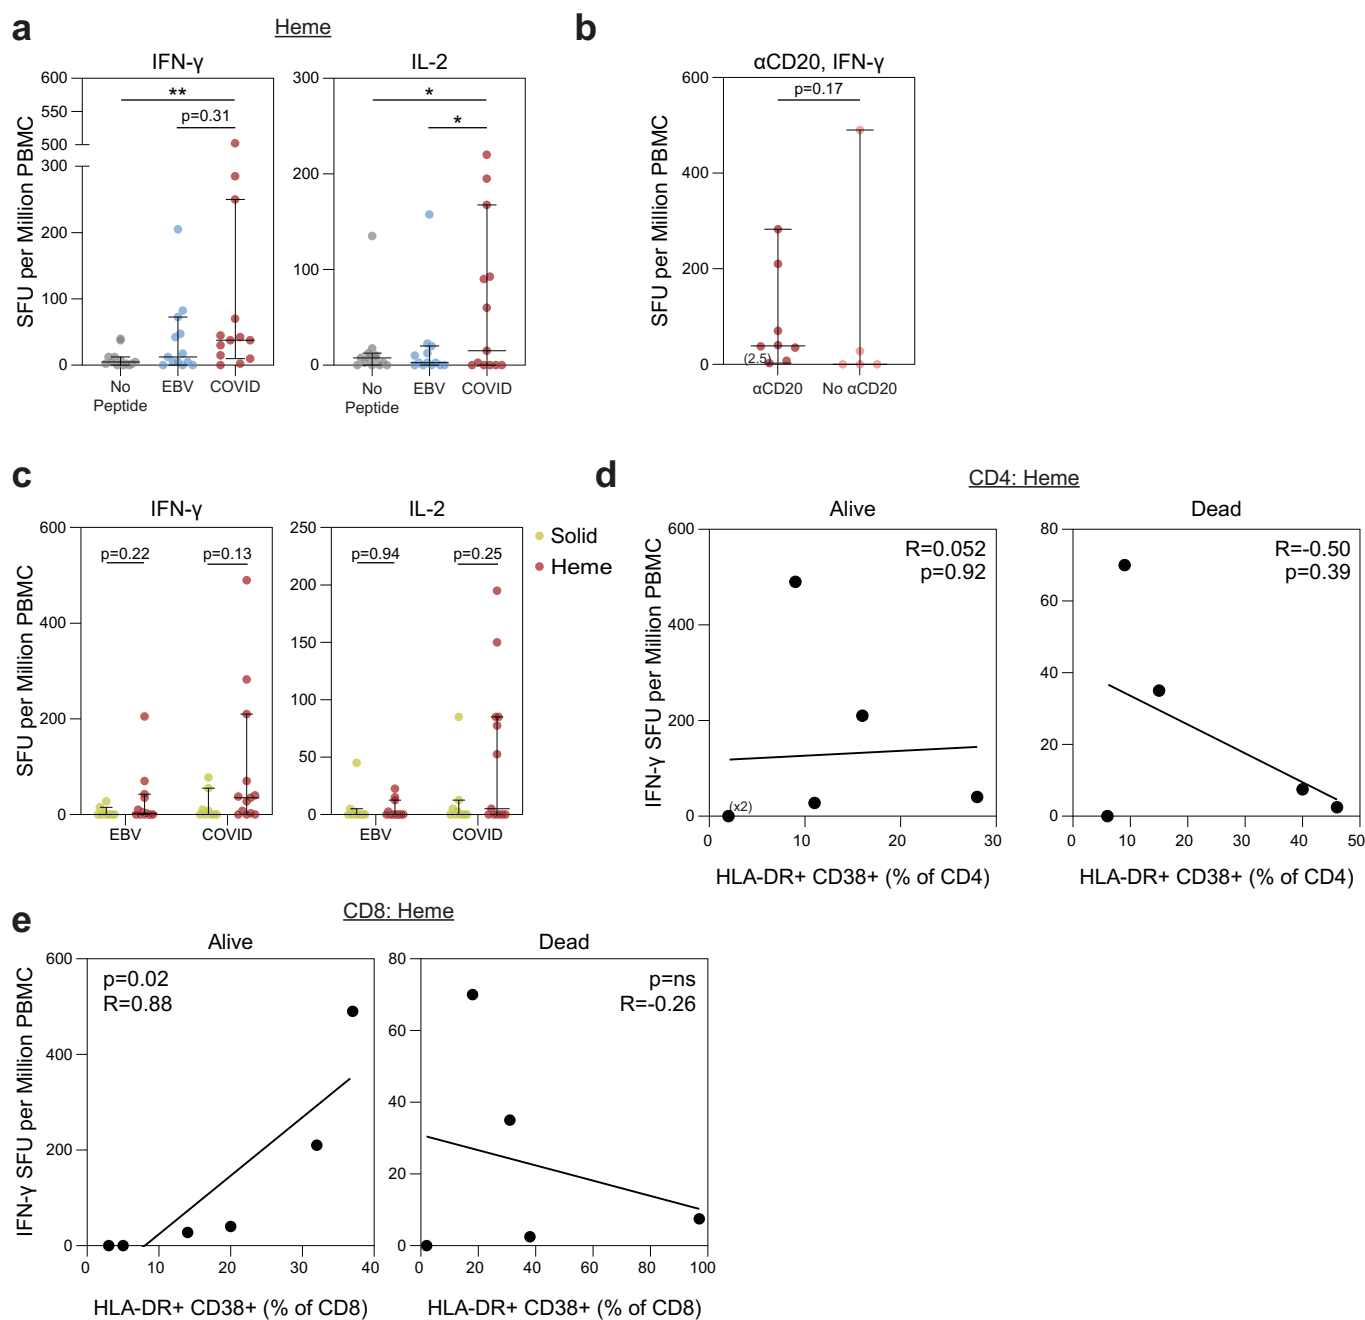 a
Heme
IFN-γ
SFU per Million PBMC
600
550
500
300
200
100
0
**
p=0.31
No Peptide
EBV
COVID
IL-2
300
200
100
0
*
*
No Peptide
EBV
COVID
b
αCD20, IFN-γ
SFU per Million PBMC
600
400
200
0
p=0.17
(2.5)
αCD20
No αCD20
c
IFN-γ
SFU per Million PBMC
600
400
200
0
p=0.22
p=0.13
EBV
COVID
IL-2
250
200
150
100
50
0
p=0.94
p=0.25
EBV
COVID
Solid
Heme
d
CD4: Heme
Alive
IFN-γ SFU per Million PBMC
600
400
200
0
R=0.052
p=0.92
(x2)
0 10 20 30
HLA-DR+ CD38+ (% of CD4)
Dead
80
60
40
20
0
R=-0.50
p=0.39
0 10 20 30 40 50
HLA-DR+ CD38+ (% of CD4)
e
CD8: Heme
Alive
IFN-γ SFU per Million PBMC
600
400
200
0
p=0.02
R=0.88
0 10 20 30 40
HLA-DR+ CD38+ (% of CD8)
Dead
80
60
40
20
0
p=ns
R=-0.26
0 20 40 60 80 100
HLA-DR+ CD38+ (% of CD8)